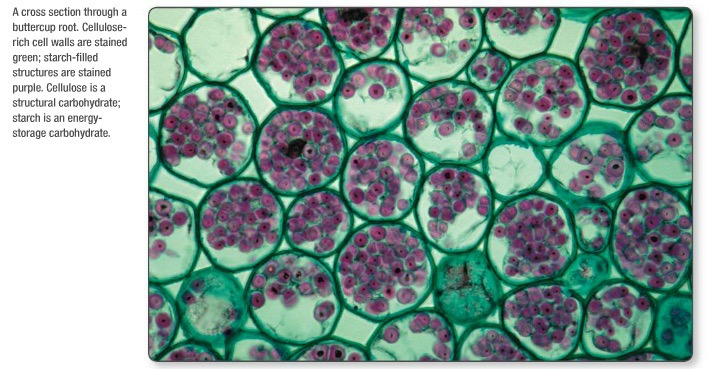 A cross section through a
buttercup root. Cellulose-
rich cell walls are stained
green; starch-filled
structures are stained
purple. Cellulose is a
structural carbohydrate;
starch is an energy-
storage carbohydrate.